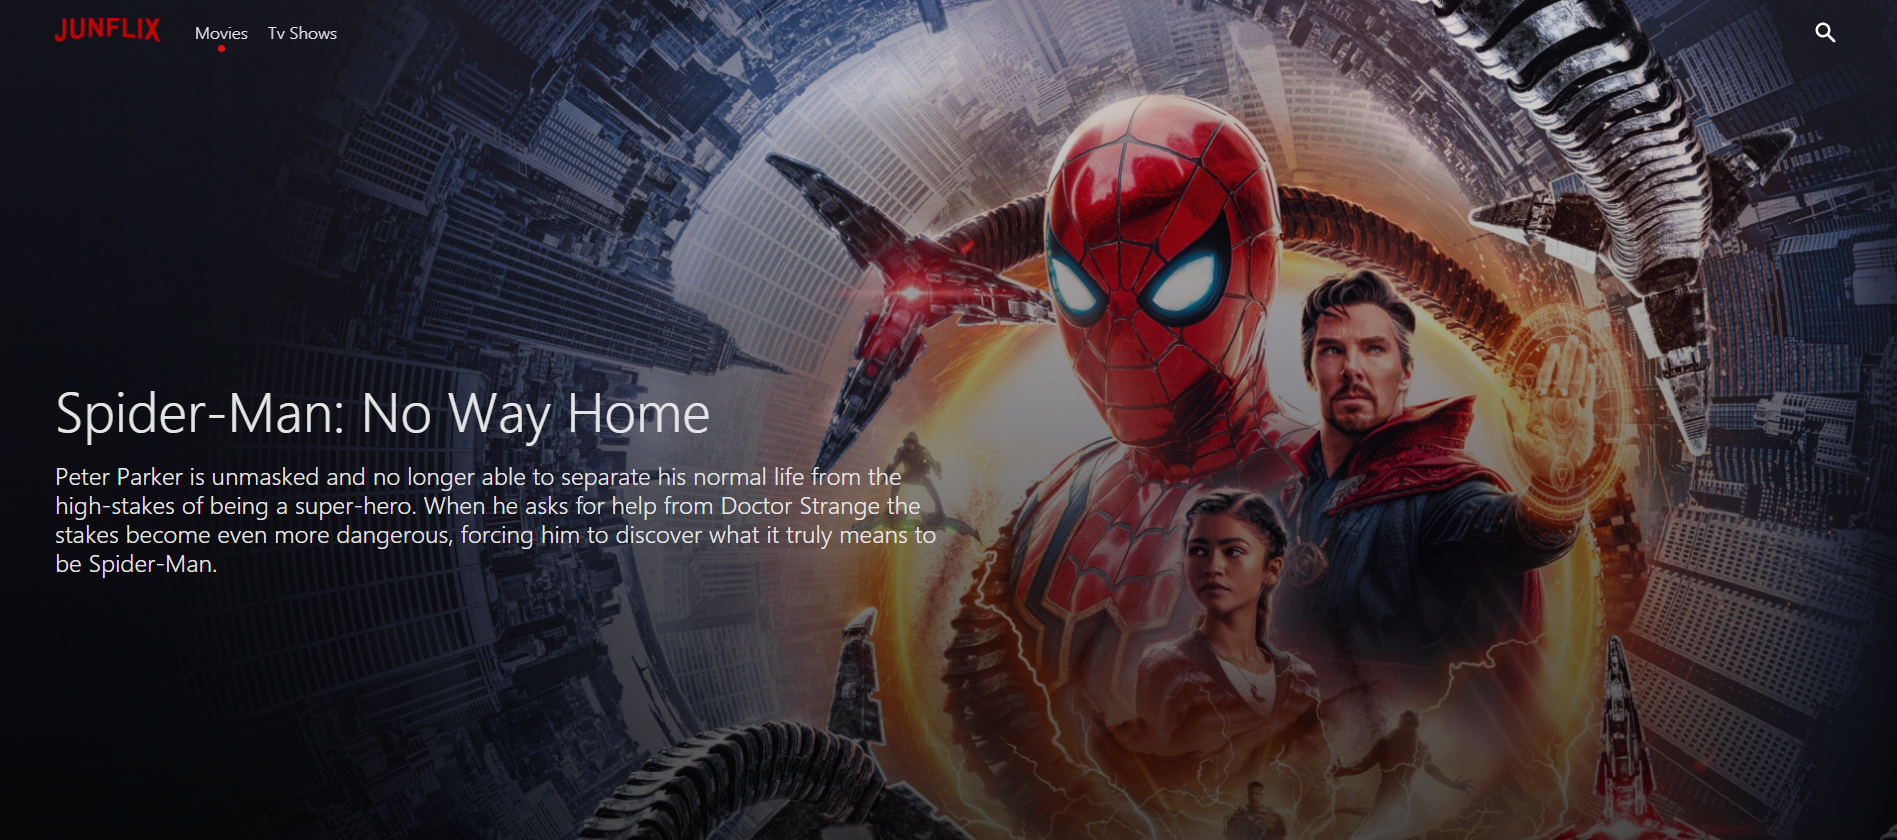 JUNFLIX Movies Tv Shows
Spider-Man: No Way Home
Peter Parker is unmasked and no longer able to separate his normal life from the
high-stakes of being a super-hero. When he asks for help from Doctor Strange the
stakes become even more dangerous, forcing him to discover what it truly means to
be Spider-Man.